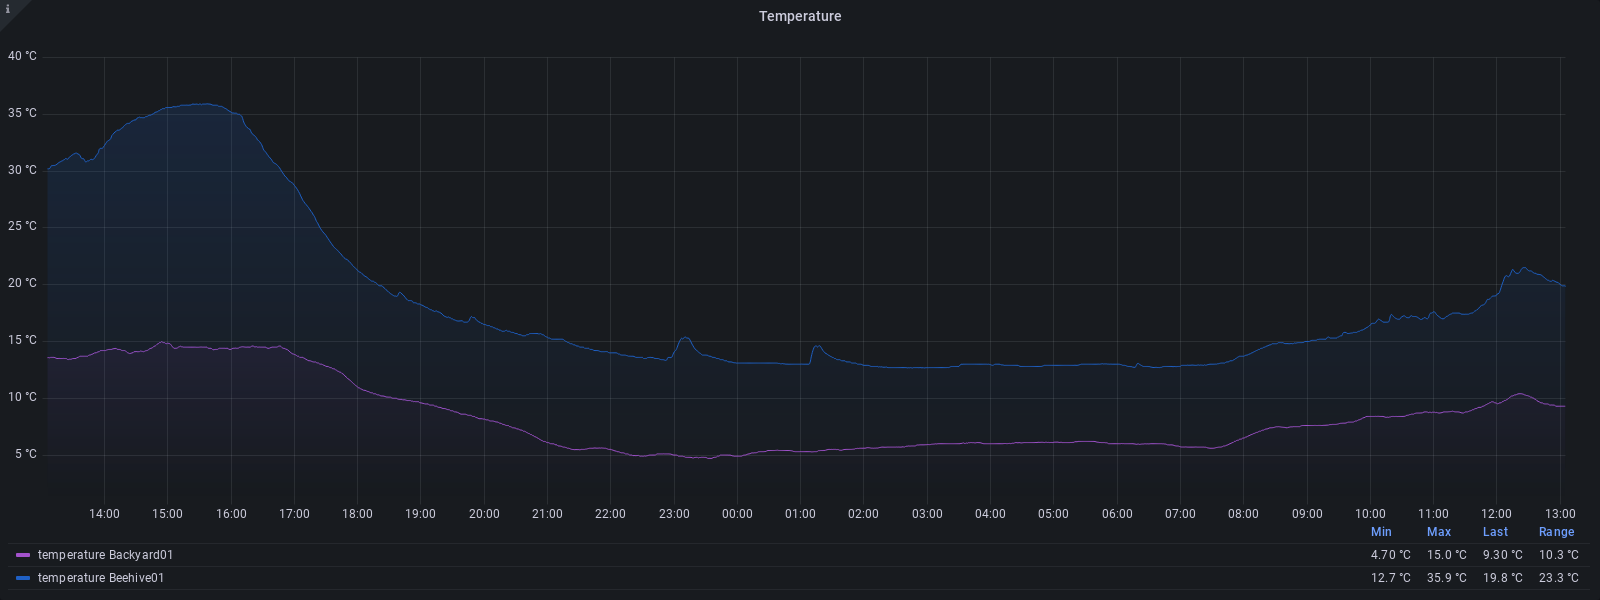 i
Temperature
40 °C
35 °C
30 °C
25 °C
20 °C
15 °C
10 °C
5 °C
14:00 15:00 16:00 17:00 18:00 19:00 20:00 21:00 22:00 23:00 00:00 01:00 02:00 03:00 04:00 05:00 06:00 07:00 08:00 09:00 10:00 11:00 12:00 13:00
Min Max Last Range
temperature Backyard01 4.70 °C 15.0 °C 9.30 °C 10.3 °C
temperature Beehive01 12.7 °C 35.9 °C 19.8 °C 23.3 °C